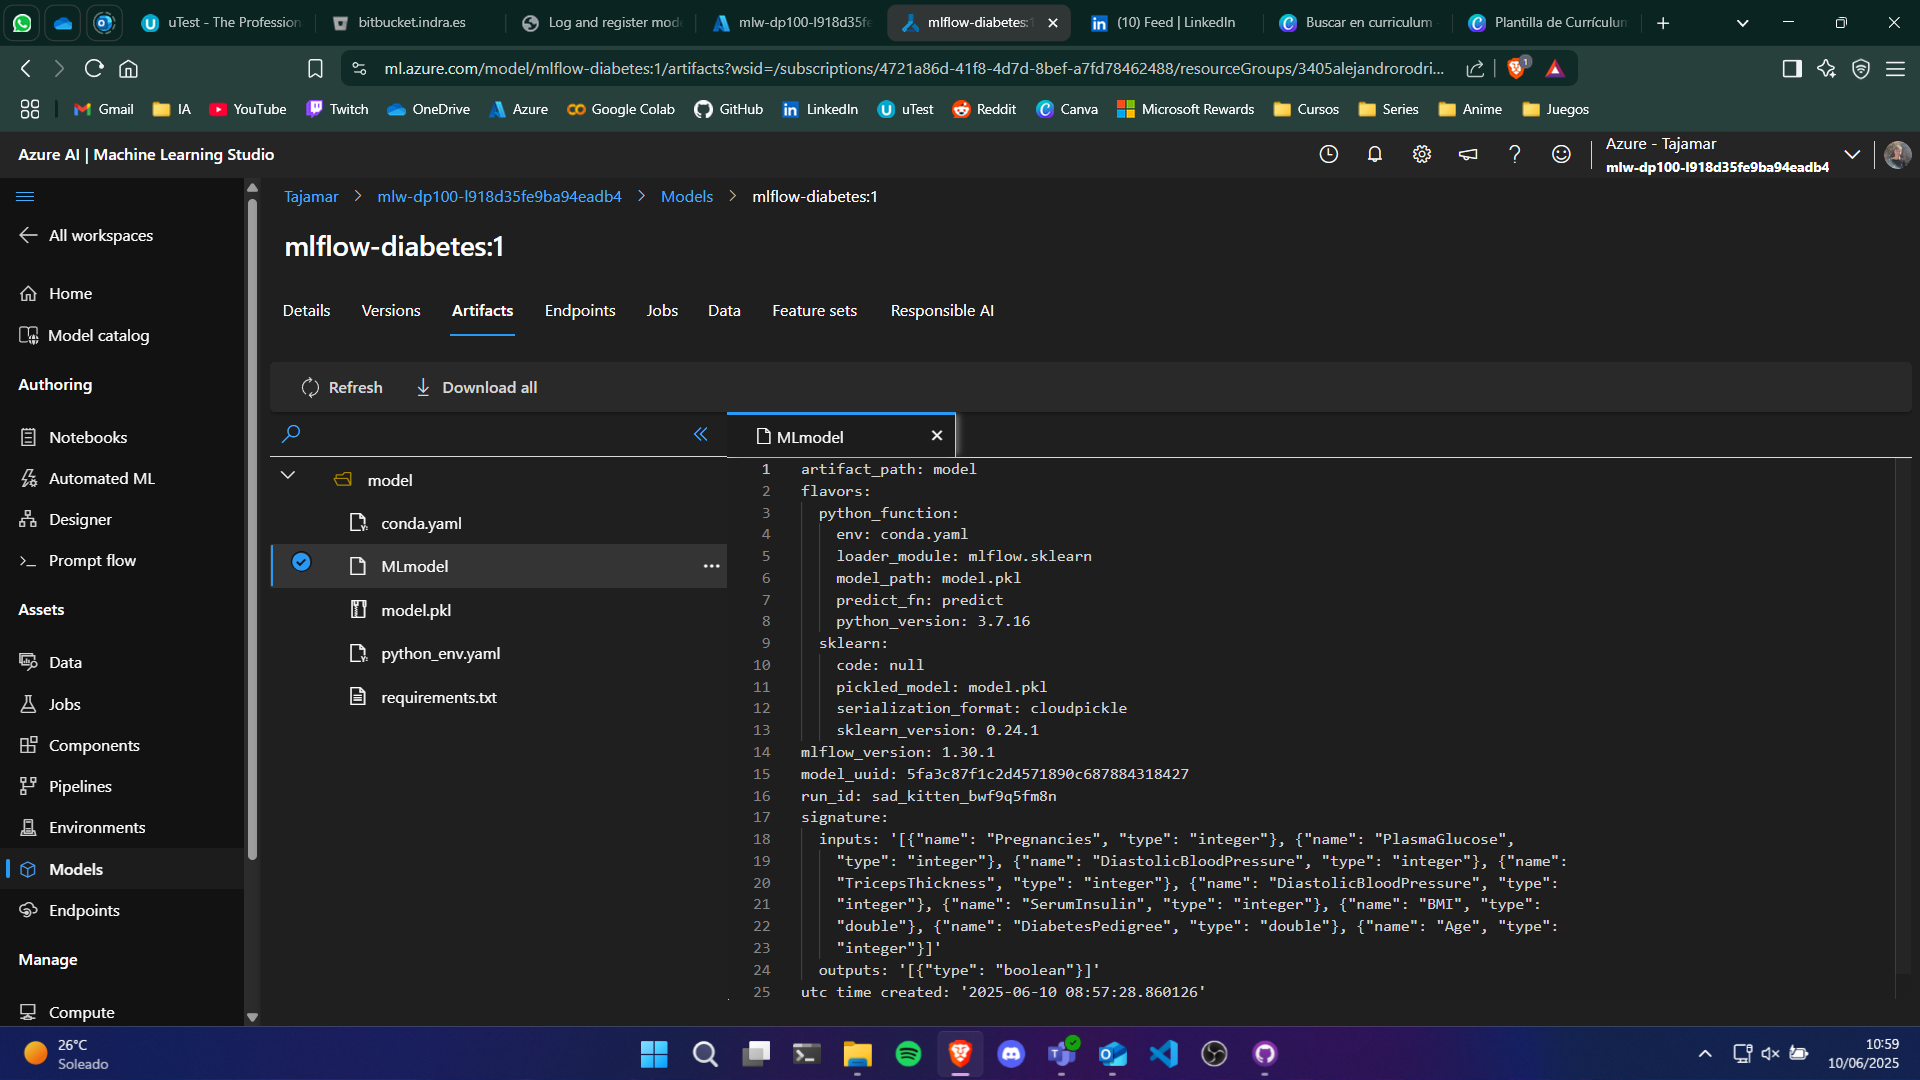 uTest - The Profession
bitbucket.indra.es
Log and register mode
mlw-dp100-l918d35fe
mlflow-diabetes:1
(10) Feed | LinkedIn
Buscar en curriculum
Plantilla de Currículum
ml.azure.com/model/mlflow-diabetes:1/artifacts?wsid=/subscriptions/4721a86d-41f8-4d7d-8bef-a7fd78462488/resourceGroups/3405alejandrorodri...
1
Gmail
IA
YouTube
Twitch
OneDrive
Azure
Google Colab
GitHub
LinkedIn
uTest
Reddit
Canva
Microsoft Rewards
Cursos
Series
Anime
Juegos
Azure AI | Machine Learning Studio
Azure - Tajamar
mlw-dp100-l918d35fe9ba94eadb4
Tajamar > mlw-dp100-l918d35fe9ba94eadb4 > Models > mlflow-diabetes:1
All workspaces
Home
Model catalog
Authoring
Notebooks
Automated ML
Designer
Prompt flow
Assets
Data
Jobs
Components
Pipelines
Environments
Models
Endpoints
Manage
Compute
mlflow-diabetes:1
Details
Versions
Artifacts
Endpoints
Jobs
Data
Feature sets
Responsible AI
Refresh
Download all
model
conda.yaml
MLmodel
model.pkl
python_env.yaml
requirements.txt
MLmodel
1 artifact_path: model
2 flavors:
3 python_function:
4 env: conda.yaml
5 loader_module: mlflow.sklearn
6 model_path: model.pkl
7 predict_fn: predict
8 python_version: 3.7.16
9 sklearn:
10 code: null
11 pickled_model: model.pkl
12 serialization_format: cloudpickle
13 sklearn_version: 0.24.1
14 mlflow_version: 1.30.1
15 model_uuid: 5fa3c87f1c2d4571890c687884318427
16 run_id: sad_kitten_bwf9q5fm8n
17 signature:
18 inputs: '[{"name": "Pregnancies", "type": "integer"}, {"name": "PlasmaGlucose",
19 "type": "integer"}, {"name": "DiastolicBloodPressure", "type": "integer"}, {"name":
20 "TricepsThickness", "type": "integer"}, {"name": "DiastolicBloodPressure", "type":
21 "integer"}, {"name": "SerumInsulin", "type": "integer"}, {"name": "BMI", "type":
22 "double"}, {"name": "DiabetesPedigree", "type": "double"}, {"name": "Age", "type":
23 "integer"}]'
24 outputs: '[{"type": "boolean"}]'
25 utc time created: '2025-06-10 08:57:28.860126'
26°C
Soleado
10:59
10/06/2025